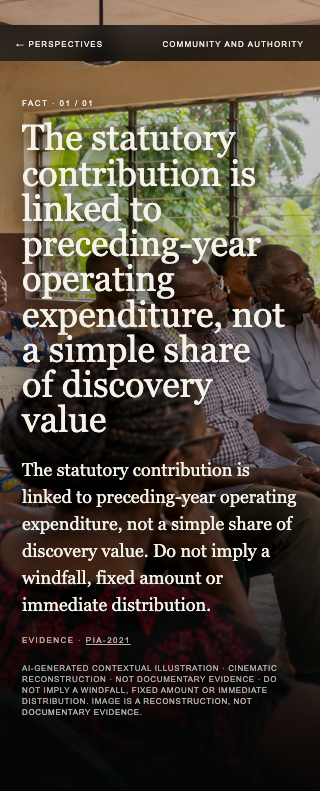 ← PERSPECTIVES
COMMUNITY AND AUTHORITY
FACT · 01 / 01
The statutory
contribution is
linked to
preceding-year
operating
expenditure, not
a simple share
of discovery
value
The statutory contribution is
linked to preceding-year operating
expenditure, not a simple share of
discovery value. Do not imply a
windfall, fixed amount or
immediate distribution.
EVIDENCE · PIA-2021
AI-GENERATED CONTEXTUAL ILLUSTRATION · CINEMATIC
RECONSTRUCTION · NOT DOCUMENTARY EVIDENCE · DO
NOT IMPLY A WINDFALL, FIXED AMOUNT OR IMMEDIATE
DISTRIBUTION. IMAGE IS A RECONSTRUCTION, NOT
DOCUMENTARY EVIDENCE.